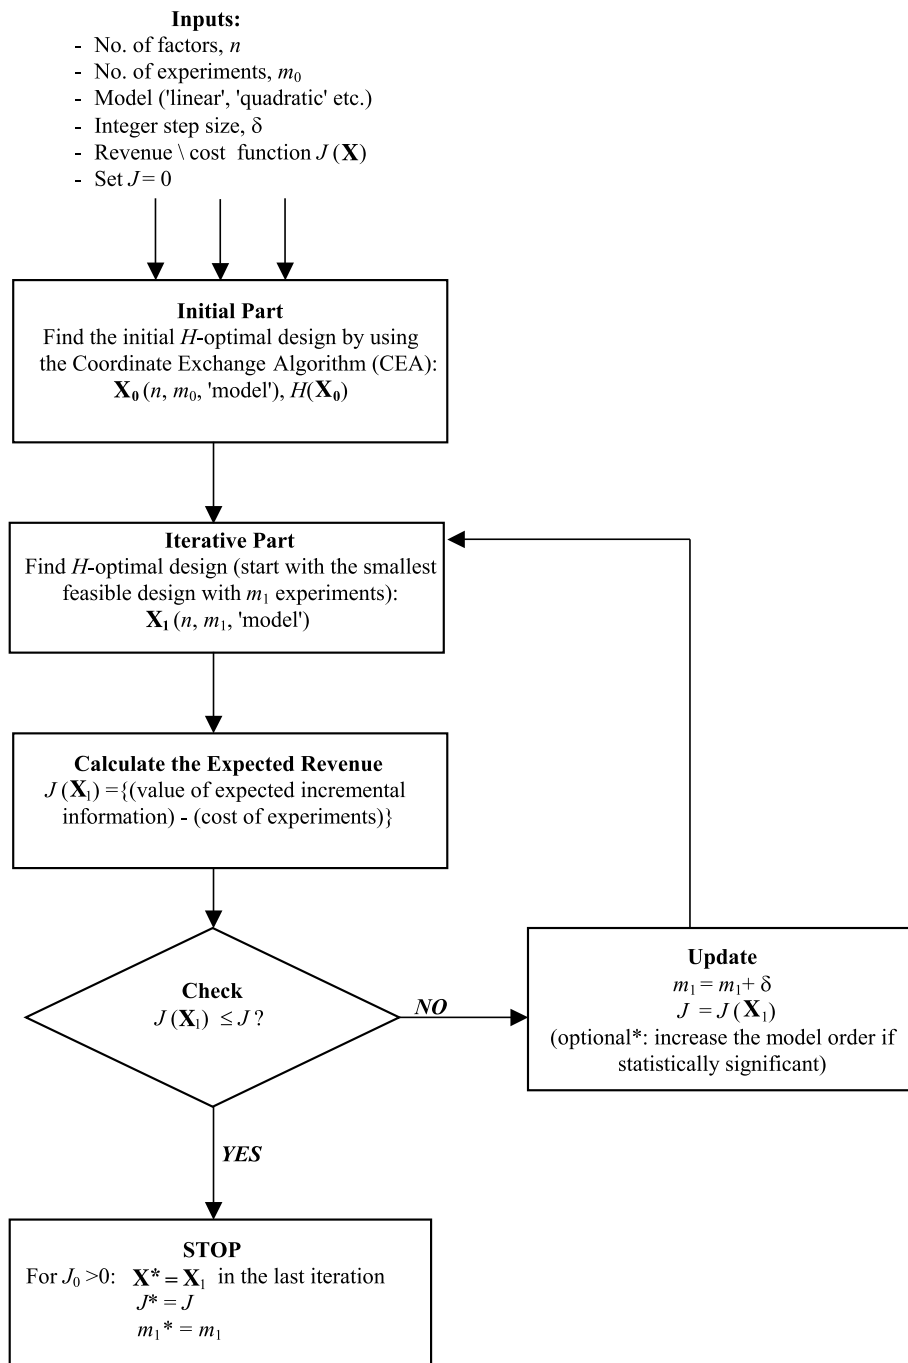 Inputs:
- No. of factors, n
- No. of experiments, m₀
- Model ('linear', 'quadratic' etc.)
- Integer step size, δ
- Revenue \ cost function J (X)
- Set J = 0
Initial Part
Find the initial H-optimal design by using
the Coordinate Exchange Algorithm (CEA):
X₀ (n, m₀, 'model'), H(X₀)
Iterative Part
Find H-optimal design (start with the smallest
feasible design with m₁ experiments):
X₁ (n, m₁, 'model')
Calculate the Expected Revenue
J (X₁) ={(value of expected incremental
information) - (cost of experiments)}
Check
J (X₁) ≤ J ?
NO
Update
m₁ = m₁+ δ
J = J (X₁)
(optional*: increase the model order if
statistically significant)
YES
STOP
For J₀ >0: X* = X₁ in the last iteration
J* = J
m₁* = m₁